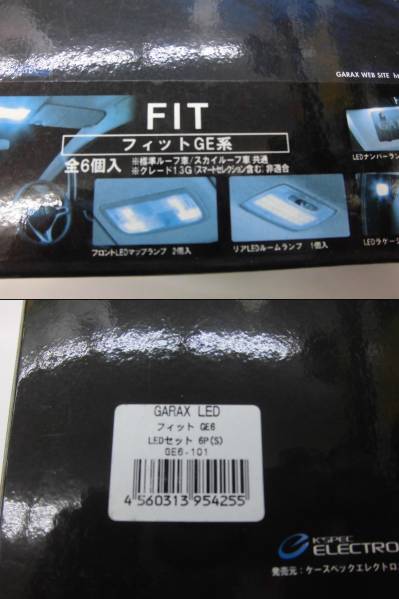 GARAX WEB SITE
FIT
フィットGE系
全6個入
※標準ルーフ車/スカイルーフ車 共通
※グレード1.3G(スマートセレクション含む)非適合
フロントLEDマップランプ 2個入
リアLEDルームランプ 1個入
LEDナンバーラン
LEDラゲージ
GARAX LED
フィット GE6
LEDセット 6P(S)
GE6-101
4 560313 954255
K'SPEC
ELECTRO
発売元：ケースペックエレクトロ